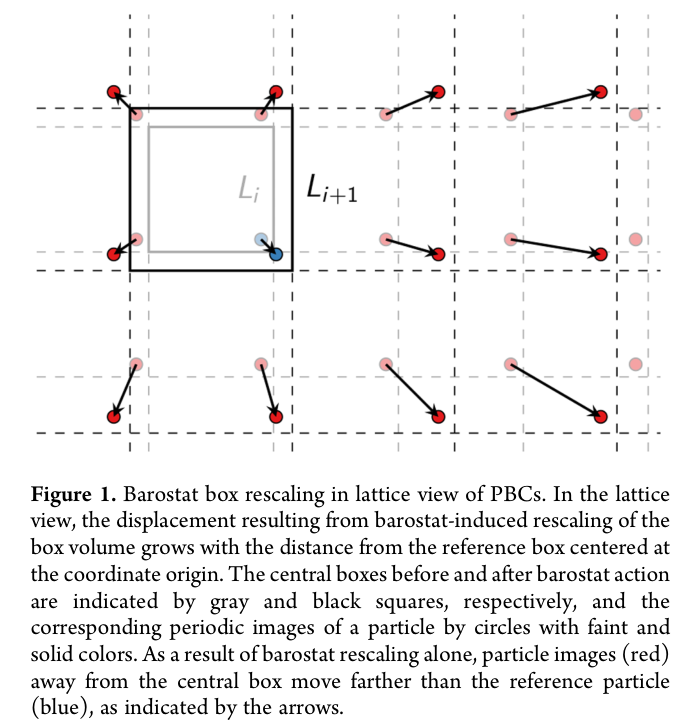 L_i L_{i+1}
Figure 1. Barostat box rescaling in lattice view of PBCs. In the lattice
view, the displacement resulting from barostat-induced rescaling of the
box volume grows with the distance from the reference box centered at
the coordinate origin. The central boxes before and after barostat action
are indicated by gray and black squares, respectively, and the
corresponding periodic images of a particle by circles with faint and
solid colors. As a result of barostat rescaling alone, particle images (red)
away from the central box move farther than the reference particle
(blue), as indicated by the arrows.